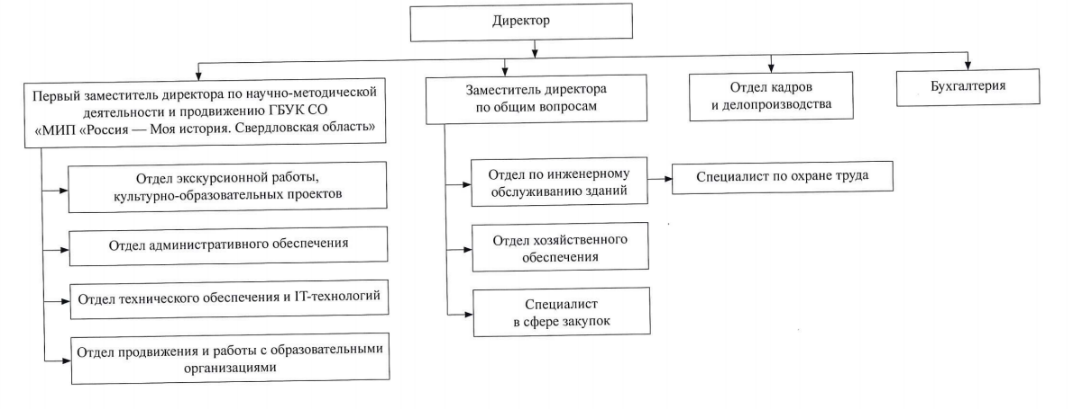 Директор
Первый заместитель директора по научно-методической
деятельности и продвижению ГБУК СО
«МИП «Россия — Моя история. Свердловская область»
Заместитель директора
по общим вопросам
Отдел кадров
и делопроизводства
Бухгалтерия
Отдел экскурсионной работы,
культурно-образовательных проектов
Отдел административного обеспечения
Отдел технического обеспечения и IT-технологий
Отдел продвижения и работы с образовательными
организациями
Отдел по инженерному
обслуживанию зданий
Специалист по охране труда
Отдел хозяйственного
обеспечения
Специалист
в сфере закупок